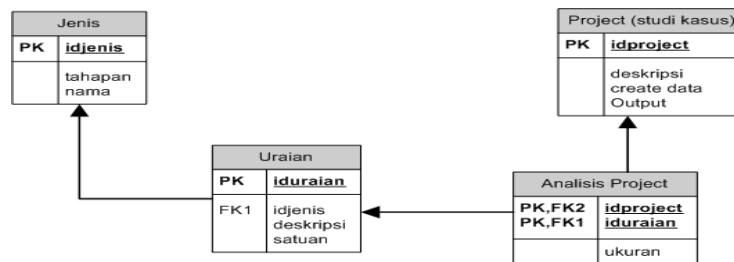 Jenis
PK idjenis
tahapan
nama
Project (studi kasus)
PK idproject
deskripsi
create data
Output
Uraian
PK iduraian
FK1 idjenis
deskripsi
satuan
Analisis Project
PK,FK2 idproject
PK,FK1 iduraian
ukuran